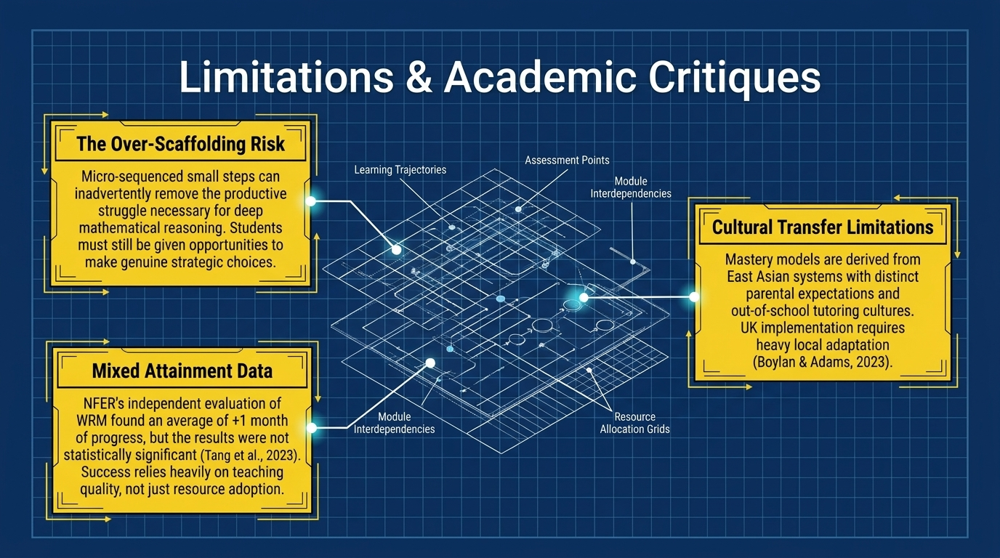 Limitations & Academic Critiques
The Over-Scaffolding Risk
Micro-sequenced small steps can
inadvertently remove the productive
struggle necessary for deep
mathematical reasoning. Students
must still be given opportunities to
make genuine strategic choices.
Mixed Attainment Data
NFER's independent evaluation of
WRM found an average of +1 month
of progress, but the results were not
statistically significant (Tang et al., 2023).
Success relies heavily on teaching
quality, not just resource adoption.
Learning Trajectories
Assessment Points
Module
Interdependencies
Module
Interdependencies
Resource
Allocation Grids
Cultural Transfer Limitations
Mastery models are derived from
East Asian systems with distinct
parental expectations and
out-of-school tutoring cultures.
UK implementation requires
heavy local adaptation
(Boylan & Adams, 2023).